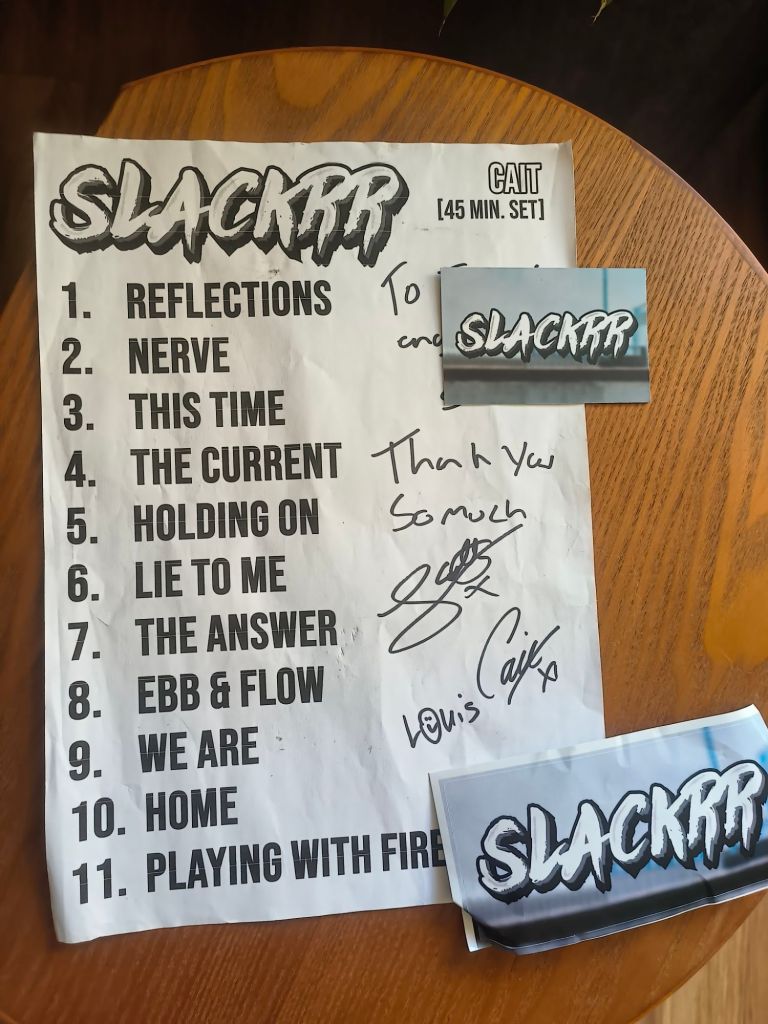 SLACKRR
CAIT
[45 MIN. SET]
1. REFLECTIONS
2. NERVE
3. THIS TIME
4. THE CURRENT
5. HOLDING ON
6. LIE TO ME
7. THE ANSWER
8. EBB & FLOW
9. WE ARE
10. HOME
11. PLAYING WITH FIRE
To
SLACKRR
Thank you
So much
Cait x
Louis
SLACKRR